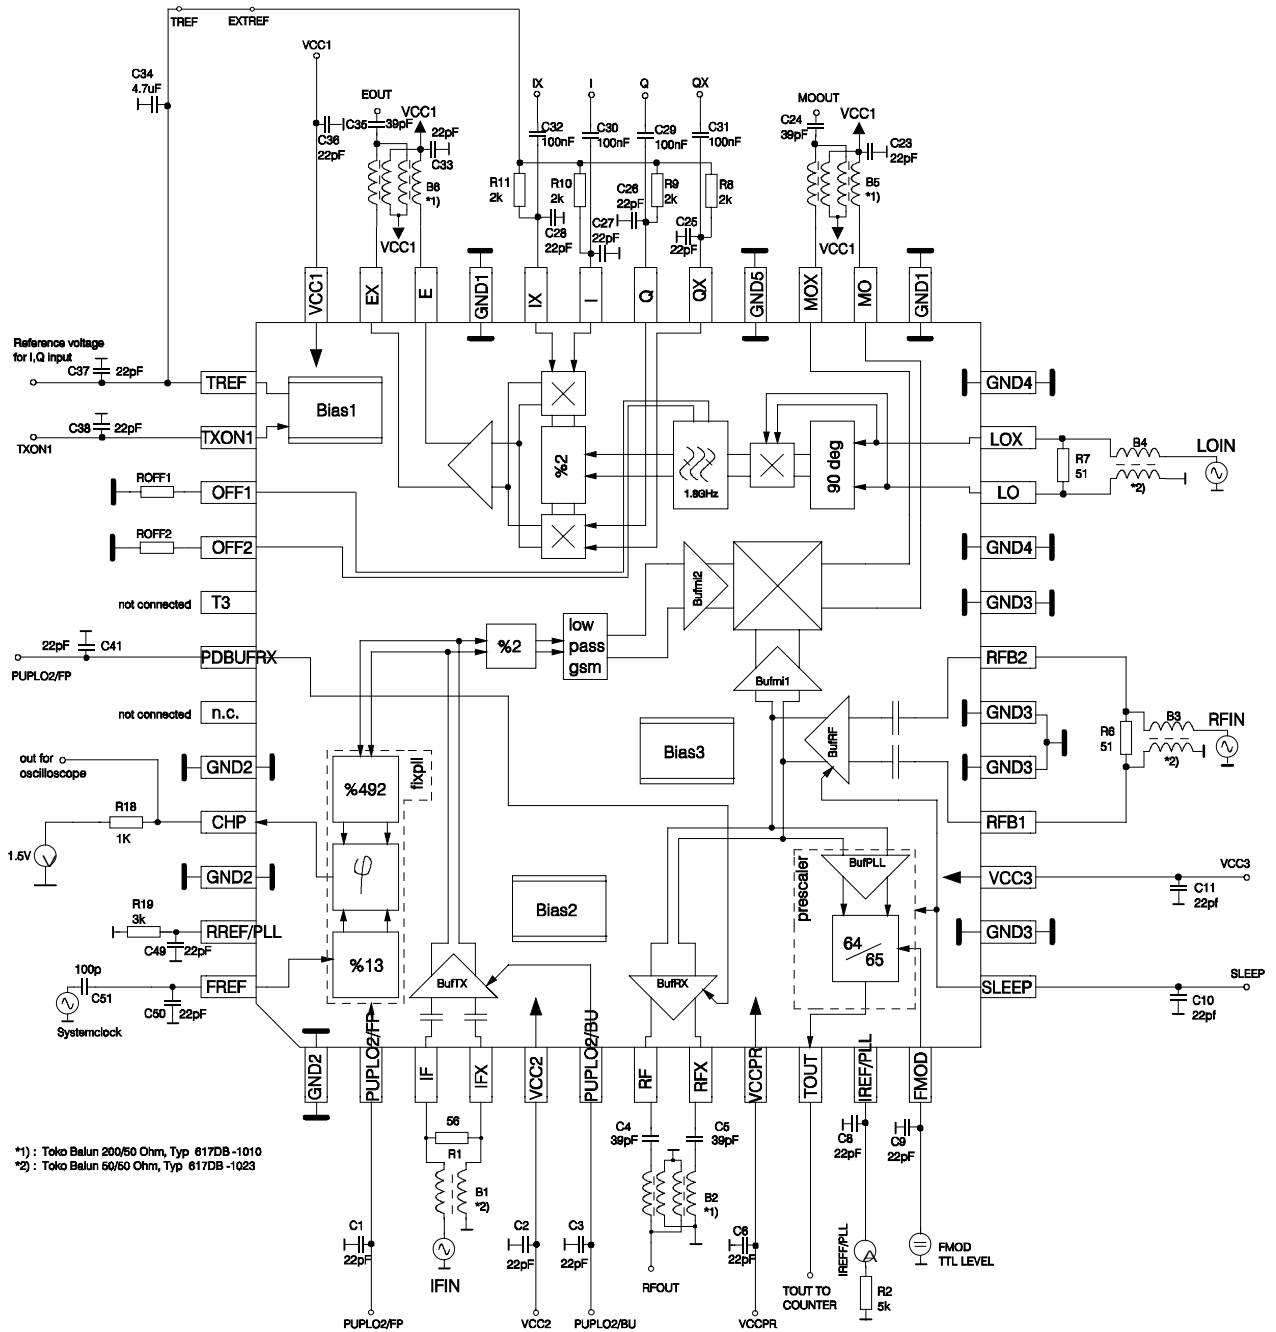 TREF
EXTREF
VCC1
C34
4.7uF
EOUT
C35
39pF
VCC1
22pF
C33
C36
22pF
B6
*1)
VCC1
IX
I
Q
QX
C32
100nF
C30
100nF
C29
100nF
C31
100nF
R11
2k
R10
2k
R9
2k
R8
2k
C28
22pF
C27
22pF
C26
22pF
C25
22pF
MOOUT
C24
39pF
VCC1
C23
22pF
B5
*1)
VCC1
VCC1
EX
E
GND1
IX
I
Q
QX
GND5
MOX
MO
GND1
Reference voltage
for I,Q input
C37
22pF
TREF
Bias1
GND4
C38
22pF
TXON1
TXON1
%2
1.8GHz
90 deg
LOX
LO
R7
51
B4
*2)
LOIN
ROFF1
OFF1
ROFF2
OFF2
GND4
not connected
T3
GND3
Bufmi2
low
pass
gsm
%2
22pF
C41
PDBUFRX
PUPLO2/FP
RFB2
Bufmi1
not connected
n.c.
BufRF
GND3
R6
51
B3
*2)
RFIN
Bias3
out for
oscilloscope
GND2
fixpll
%492
GND3
R18
1K
CHP
1.5V
φ
RFB1
GND2
prescaler
BufPLL
VCC3
VCC3
C11
22pf
Bias2
R19
3k
RREF/PLL
C49
22pF
GND3
%13
64/65
100p
C51
FREF
C50
22pF
Systemclock
BufTX
BufRX
SLEEP
SLEEP
C10
22pf
GND2
PUPLO2/FP
IF
IFX
VCC2
PUPLO2/BU
RF
RFX
VCCPR
TOUT
IREF/PLL
FMOD
56
R1
C4
39pF
C5
39pF
C8
22pF
C9
22pF
*1) : Toko Balun 200/50 Ohm, Typ 617DB -1010
*2) : Toko Balun 50/50 Ohm, Typ 617DB -1023
B1
*2)
B2
*1)
C1
22pF
C2
22pF
C3
22pF
C6
22pF
IREFF/PLL
A
FMOD
TTL LEVEL
IFIN
RFOUT
TOUT TO
COUNTER
R2
5k
PUPLO2/FP
VCC2
PUPLO2/BU
VCCPR